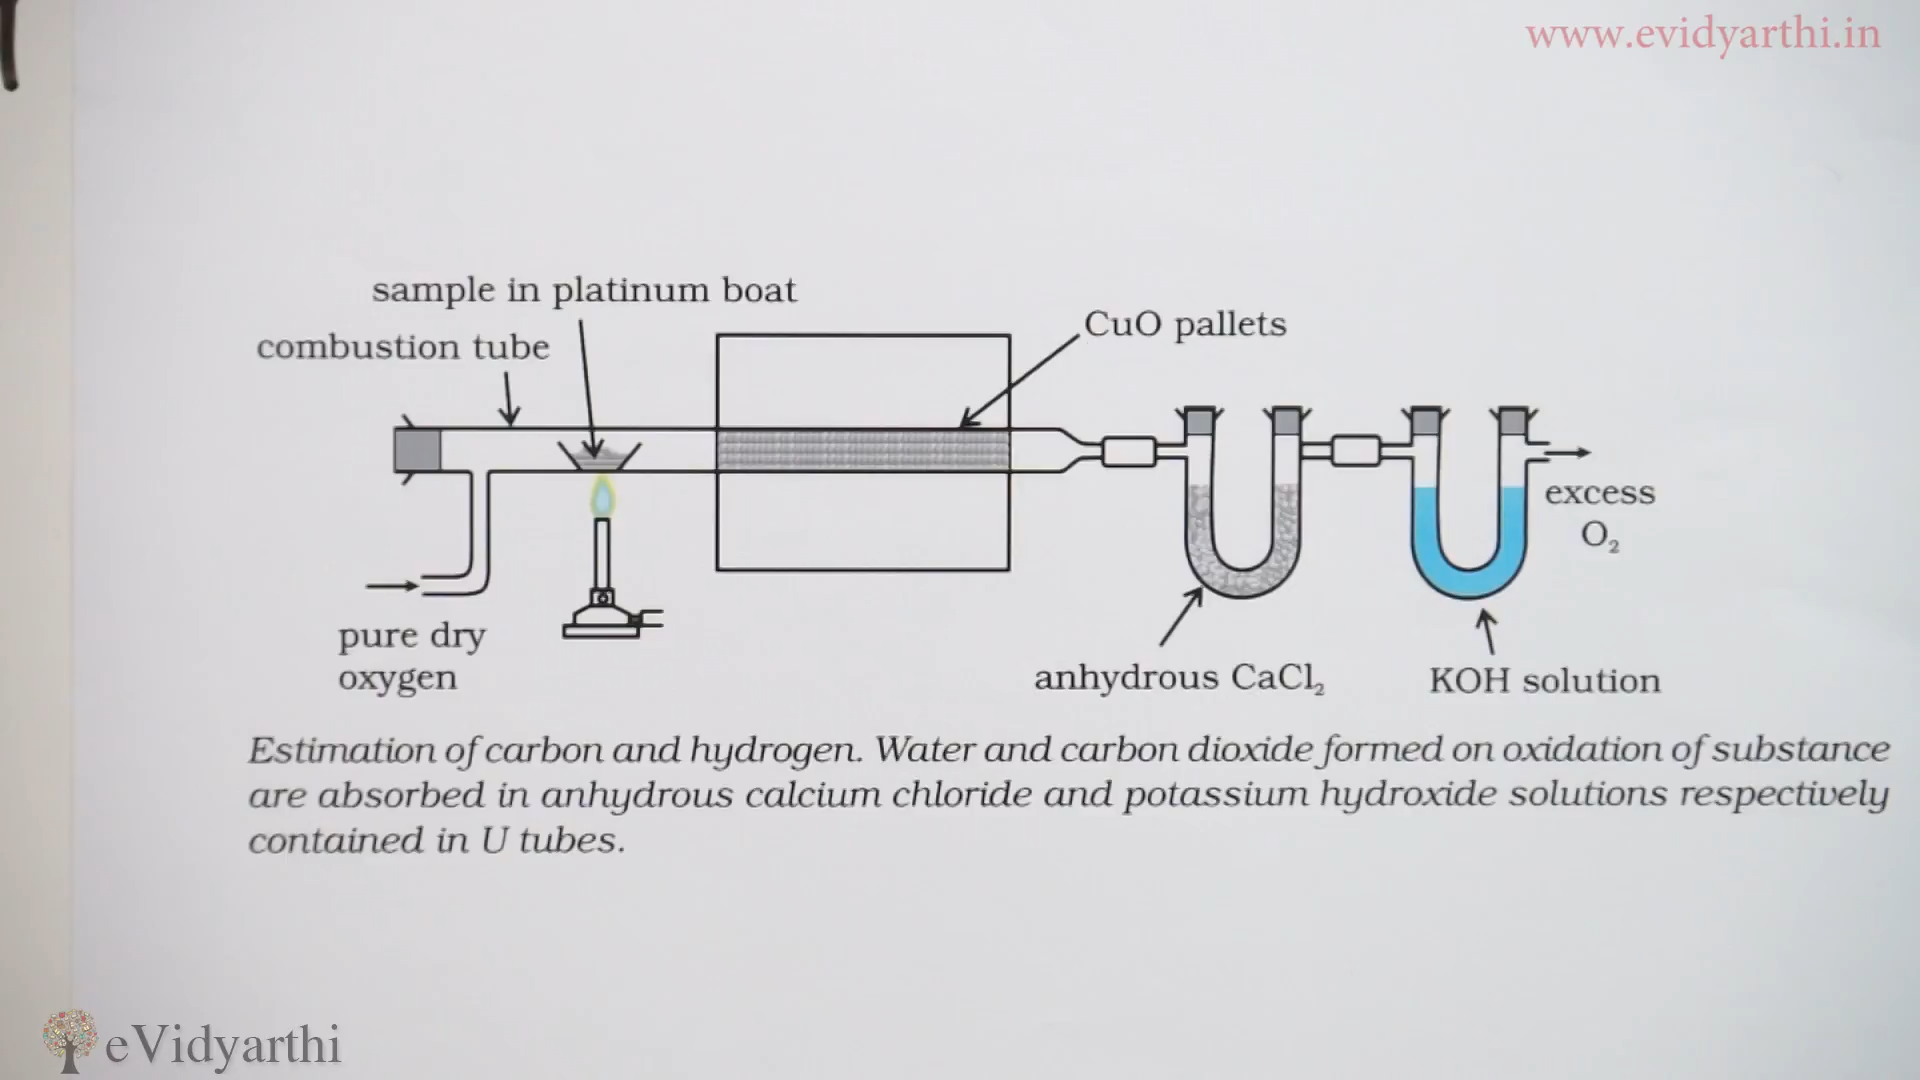 www.evidyarthi.in
sample in platinum boat
combustion tube
CuO pallets
excess
O₂
pure dry
oxygen
anhydrous CaCl₂
KOH solution
Estimation of carbon and hydrogen. Water and carbon dioxide formed on oxidation of substance
are absorbed in anhydrous calcium chloride and potassium hydroxide solutions respectively
contained in U tubes.
eVidyarthi